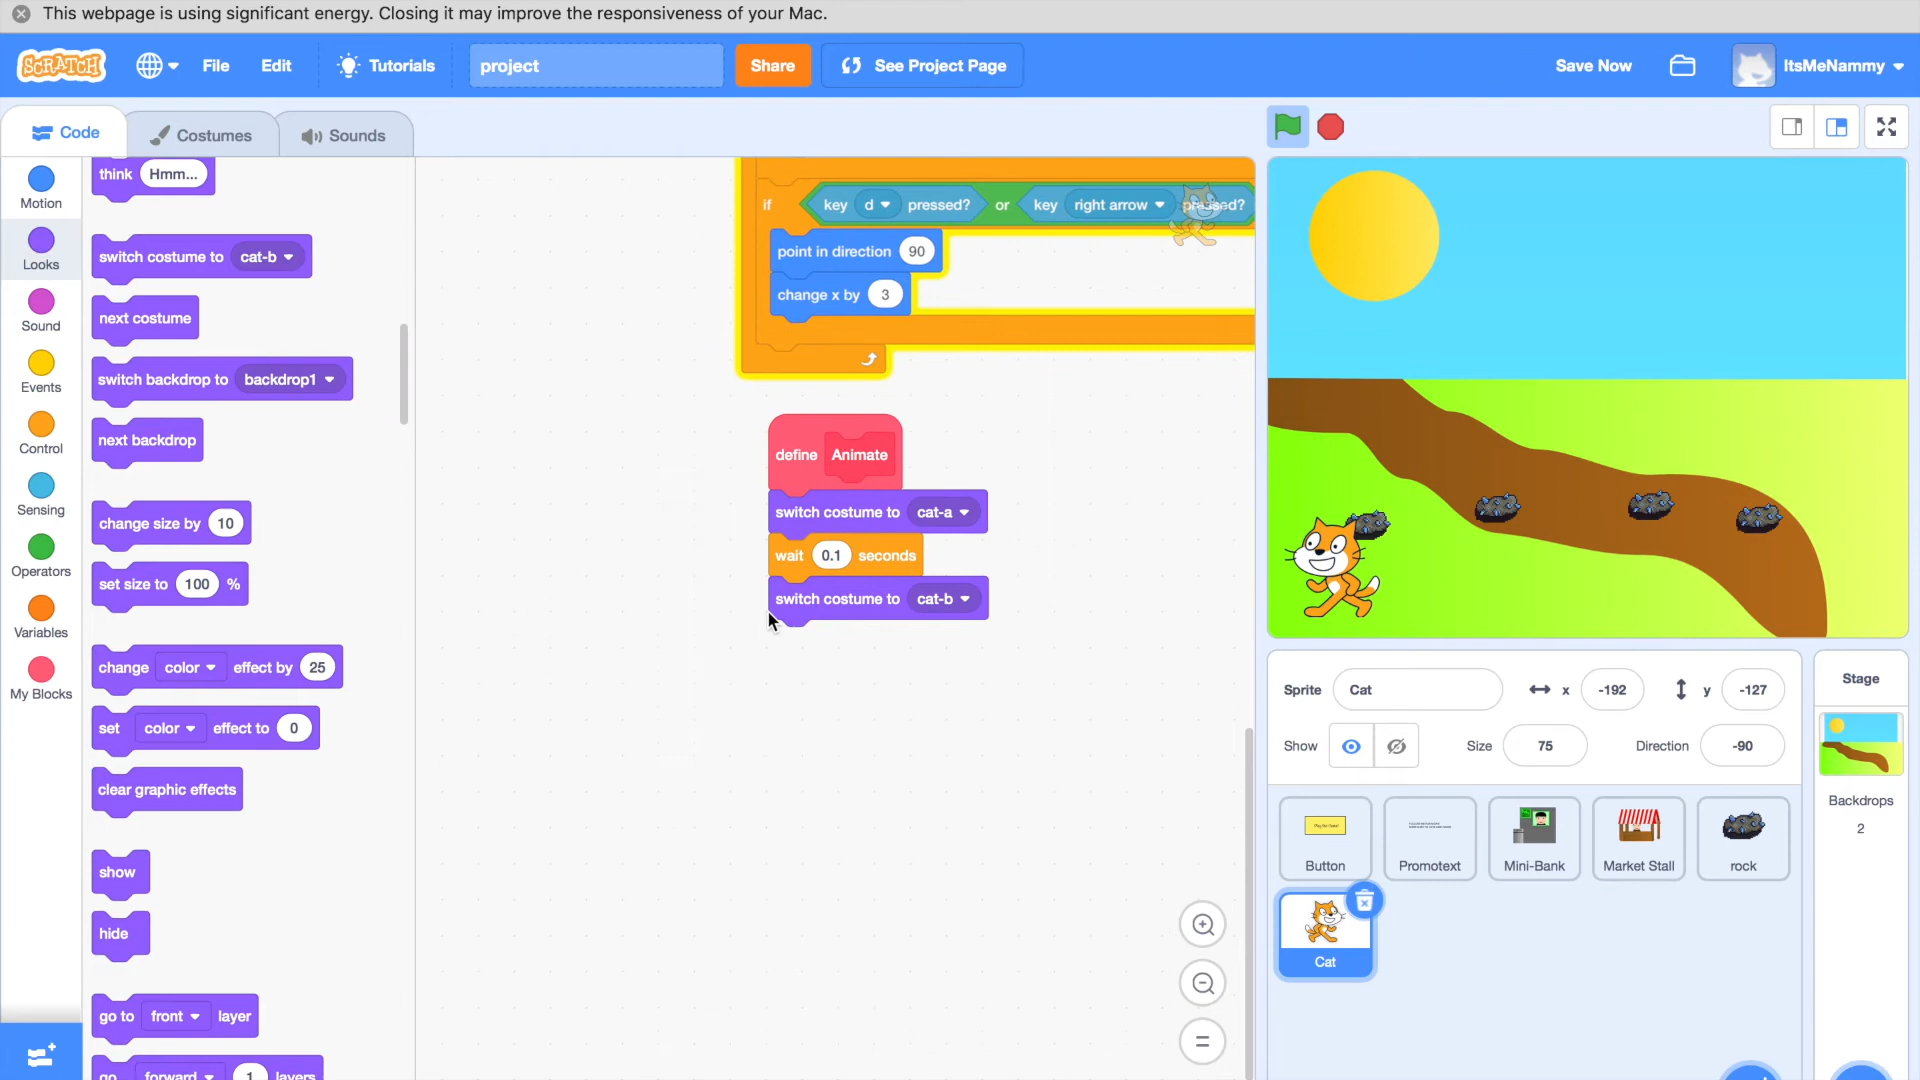 This webpage is using significant energy. Closing it may improve the responsiveness of your Mac.
SCRATCH File Edit Tutorials project Share See Project Page Save Now ItsMeNammy
Code Costumes Sounds
Motion
Looks
Sound
Events
Control
Sensing
Operators
Variables
My Blocks
think Hmm...
switch costume to cat-b
next costume
switch backdrop to backdrop1
next backdrop
change size by 10
set size to 100 %
change color effect by 25
set color effect to 0
clear graphic effects
show
hide
go to front layer
go forward 1 layers
if key d pressed? or key right arrow pressed?
point in direction 90
change x by 3
define Animate
switch costume to cat-a
wait 0.1 seconds
switch costume to cat-b
Sprite Cat x -192 y -127
Show Size 75 Direction -90
Button Promotext Mini-Bank Market Stall rock
Cat
Stage
Backdrops
2